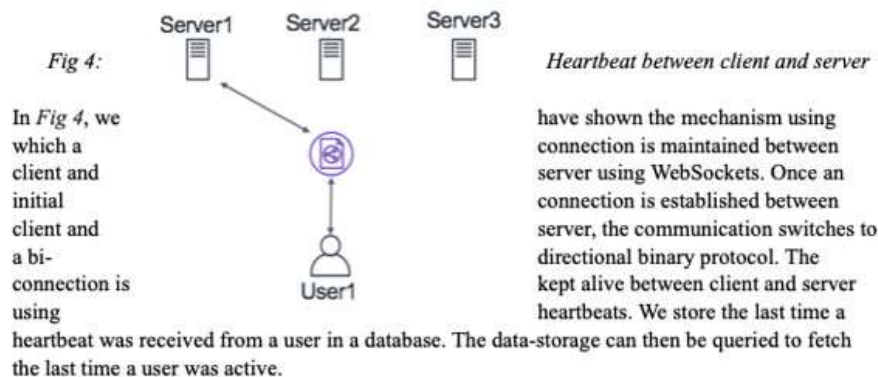 Server1 Server2 Server3
Fig 4: Heartbeat between client and server
In Fig 4, we have shown the mechanism using
which a connection is maintained between
client and server using WebSockets. Once an
initial connection is established between
client and server, the communication switches to
a bi- directional binary protocol. The
connection is kept alive between client and server
using heartbeats. We store the last time a
User1
heartbeat was received from a user in a database. The data-storage can then be queried to fetch
the last time a user was active.